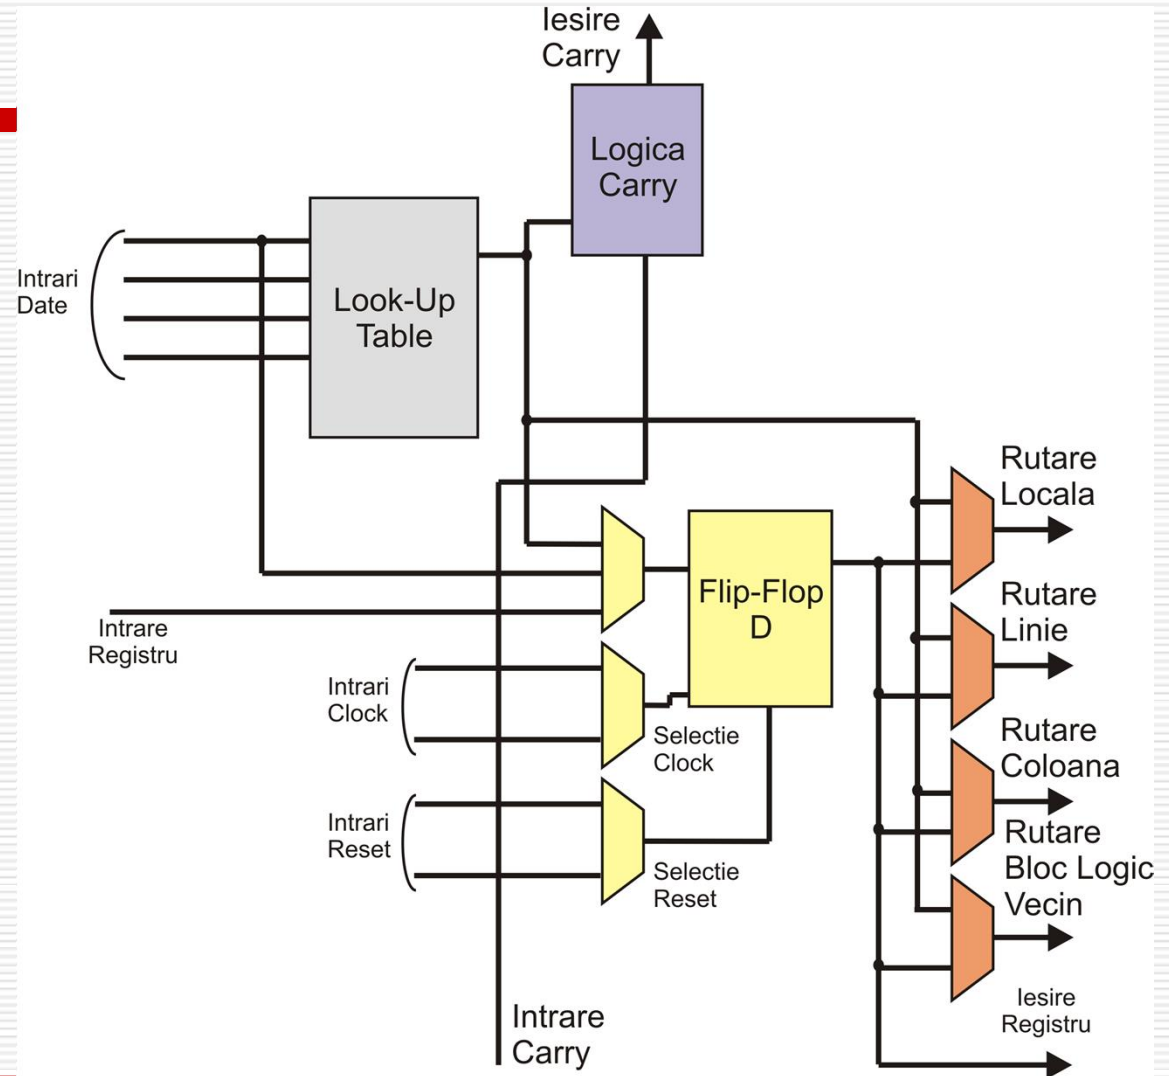 Iesire
Carry
Logica
Carry
Intrari
Date
Look-Up
Table
Rutare
Locala
Flip-Flop
D
Rutare
Linie
Intrare
Registru
Intrari
Clock
Selectie
Clock
Rutare
Coloana
Intrari
Reset
Selectie
Reset
Rutare
Bloc Logic
Vecin
Iesire
Registru
Intrare
Carry